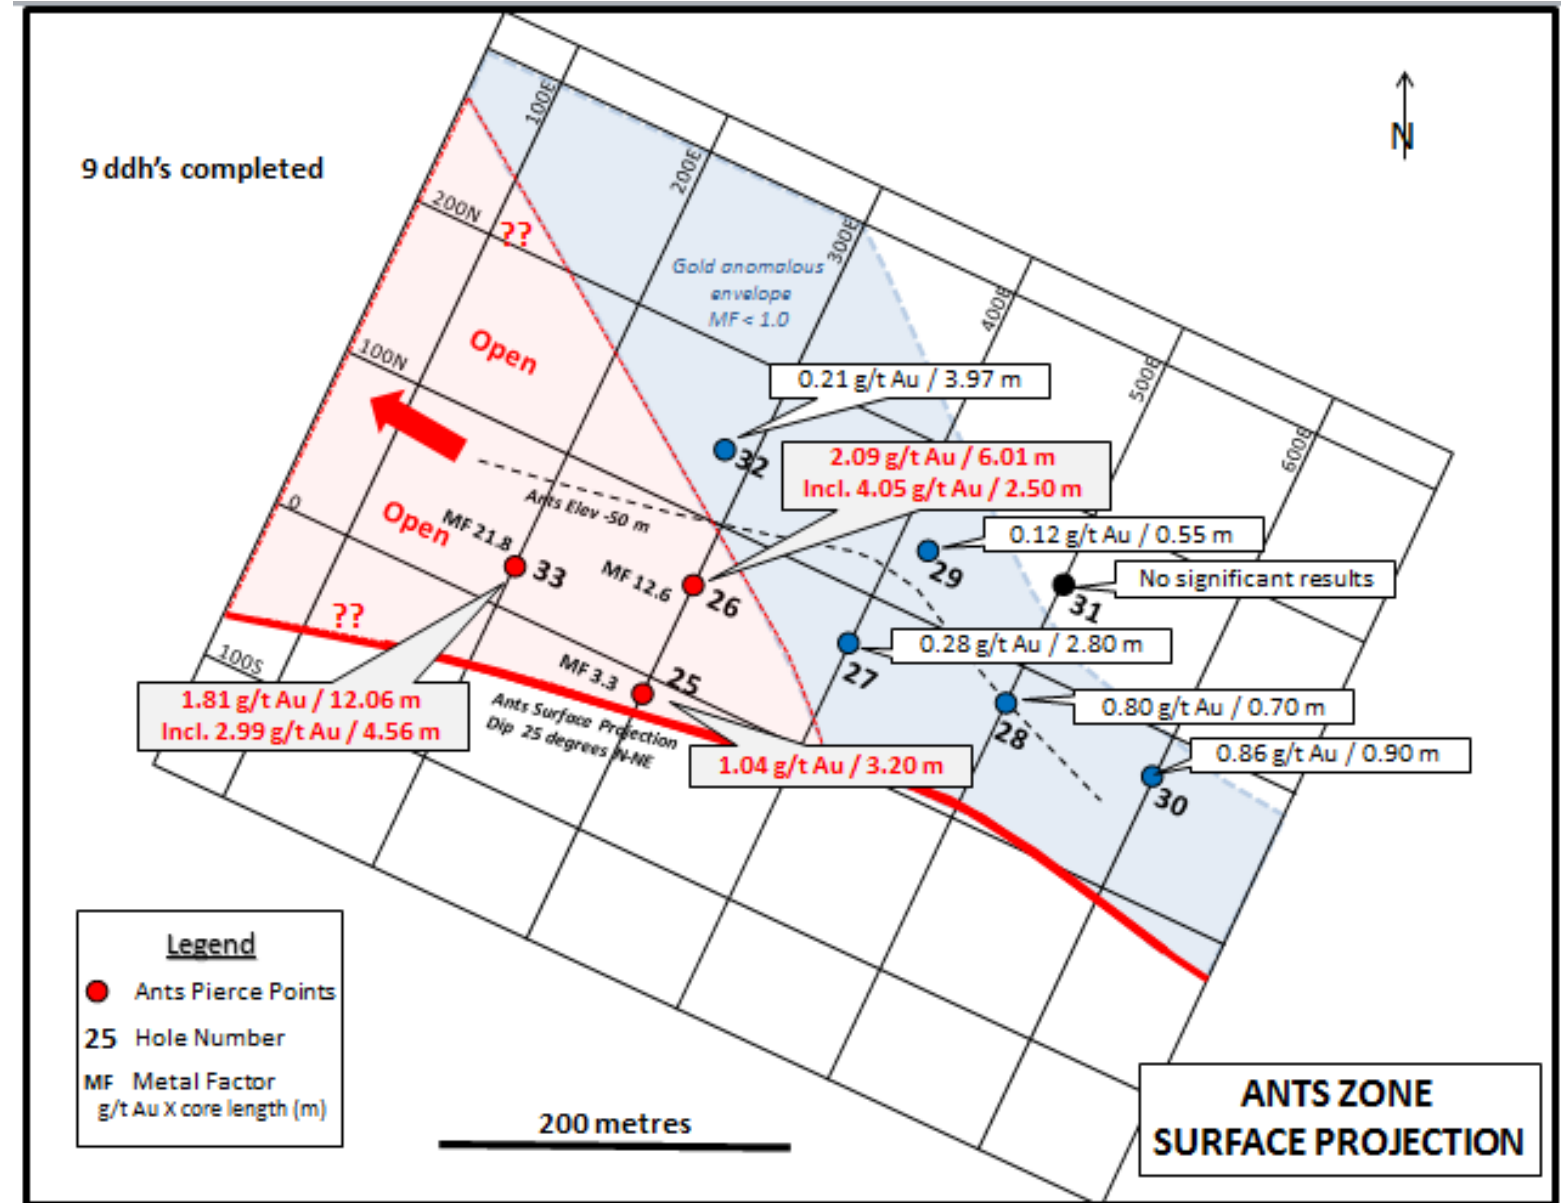 9 ddh's completed
N
100E
200E
300E
400E
500E
600E
200N
100N
0
100S
??
Open
Open
??
Gold anomalous
envelope
MF < 1.0
0.21 g/t Au / 3.97 m
32
2.09 g/t Au / 6.01 m
Incl. 4.05 g/t Au / 2.50 m
Ants Elev -50 m
MF 21.8
33
MF 12.6
26
0.12 g/t Au / 0.55 m
29
No significant results
31
0.28 g/t Au / 2.80 m
27
MF 3.3
25
0.80 g/t Au / 0.70 m
28
0.86 g/t Au / 0.90 m
30
1.81 g/t Au / 12.06 m
Incl. 2.99 g/t Au / 4.56 m
Ants Surface Projection
Dip 25 degrees N-NE
1.04 g/t Au / 3.20 m
Legend
Ants Pierce Points
25 Hole Number
MF Metal Factor
g/t Au X core length (m)
200 metres
ANTS ZONE
SURFACE PROJECTION